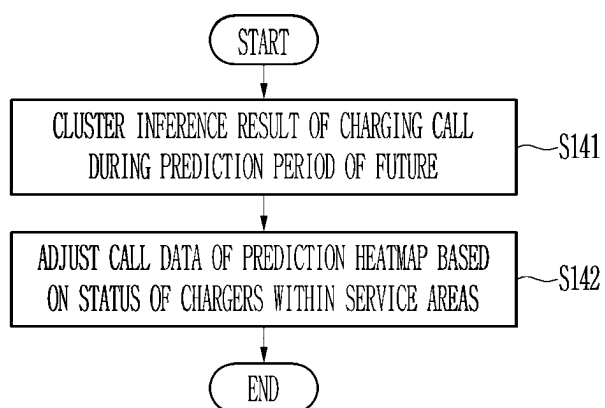 START
CLUSTER INFERENCE RESULT OF CHARGING CALL
DURING PREDICTION PERIOD OF FUTURE
S141
ADJUST CALL DATA OF PREDICTION HEATMAP BASED
ON STATUS OF CHARGERS WITHIN SERVICE AREAS
S142
END